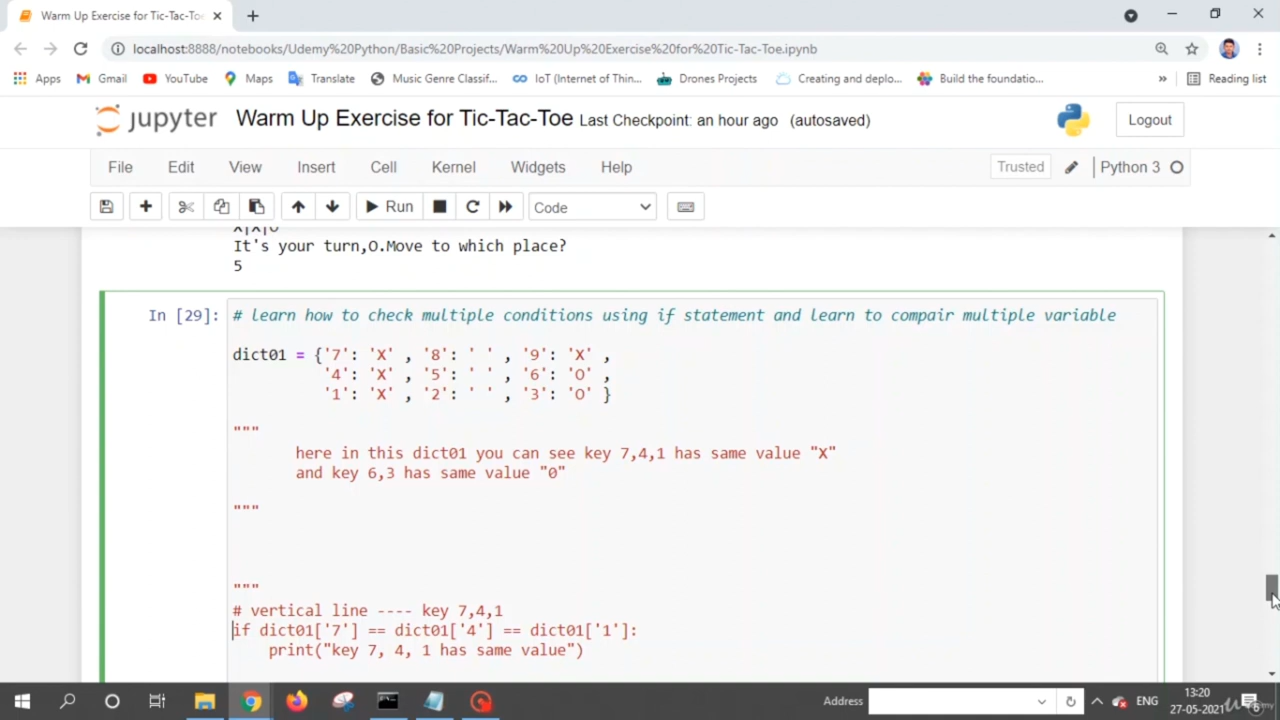 Warm Up Exercise for Tic-Tac-Toe
localhost:8888/notebooks/Udemy%20Python/Basic%20Projects/Warm%20Up%20Exercise%20for%20Tic-Tac-Toe.ipynb
Apps Gmail YouTube Maps Translate Music Genre Classif... IoT (Internet of Thin... Drones Projects Creating and deplo... Build the foundatio... » Reading list
jupyter Warm Up Exercise for Tic-Tac-Toe Last Checkpoint: an hour ago (autosaved) Logout
File Edit View Insert Cell Kernel Widgets Help Trusted Python 3
Run Code
X|X|O
It's your turn,O.Move to which place?
5
In [29]: # learn how to check multiple conditions using if statement and learn to compair multiple variable
dict01 = {'7': 'X' , '8': ' ' , '9': 'X' ,
'4': 'X' , '5': ' ' , '6': 'O' ,
'1': 'X' , '2': ' ' , '3': 'O' }
"""
here in this dict01 you can see key 7,4,1 has same value "X"
and key 6,3 has same value "0"
"""
"""
# vertical line ---- key 7,4,1
if dict01['7'] == dict01['4'] == dict01['1']:
print("key 7, 4, 1 has same value")
Address ENG 13:20
27-05-2021